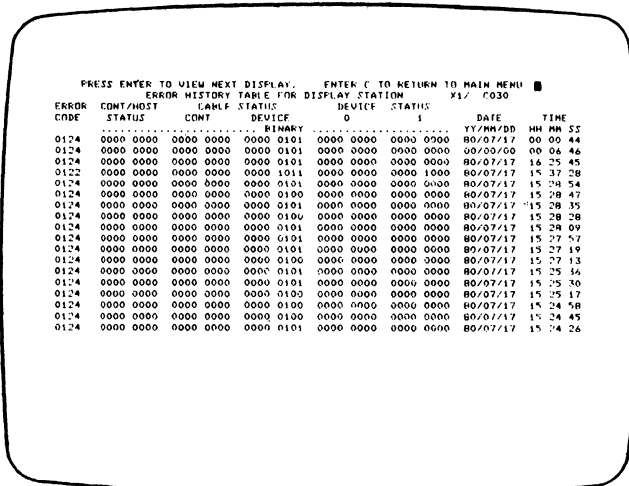 PRESS ENTER TO VIEW NEXT DISPLAY. ENTER C TO RETURN TO MAIN MENU
ERROR HISTORY TABLE FOR DISPLAY STATION X1/ C030
ERROR CONT/HOST CABLE STATUS DEVICE STATUS
CODE STATUS CONT DEVICE 0 1 DATE TIME
......................... BINARY ...................... YY/MM/DD HH MM SS
0124 0000 0000 0000 0000 0000 0101 0000 0000 0000 0000 80/07/17 00 00 44
0124 0000 0000 0000 0000 0000 0101 0000 0000 0000 0000 00/00/00 00 06 46
0124 0000 0000 0000 0000 0000 0101 0000 0000 0000 0000 80/07/17 16 25 45
0122 0000 0000 0000 0000 0000 1011 0000 0000 0000 1000 80/07/17 15 37 28
0124 0000 0000 0000 0000 0000 0101 0000 0000 0000 0000 80/07/17 15 28 54
0124 0000 0000 0000 0000 0000 0100 0000 0000 0000 0000 80/07/17 15 28 47
0124 0000 0000 0000 0000 0000 0101 0000 0000 0000 0000 80/07/17 15 28 35
0124 0000 0000 0000 0000 0000 0100 0000 0000 0000 0000 80/07/17 15 28 28
0124 0000 0000 0000 0000 0000 0101 0000 0000 0000 0000 80/07/17 15 28 09
0124 0000 0000 0000 0000 0000 0101 0000 0000 0000 0000 80/07/17 15 27 57
0124 0000 0000 0000 0000 0000 0101 0000 0000 0000 0000 80/07/17 15 27 19
0124 0000 0000 0000 0000 0000 0100 0000 0000 0000 0000 80/07/17 15 27 13
0124 0000 0000 0000 0000 0000 0101 0000 0000 0000 0000 80/07/17 15 25 36
0124 0000 0000 0000 0000 0000 0101 0000 0000 0000 0000 80/07/17 15 25 30
0124 0000 0000 0000 0000 0000 0100 0000 0000 0000 0000 80/07/17 15 25 17
0124 0000 0000 0000 0000 0000 0100 0000 0000 0000 0000 80/07/17 15 24 58
0124 0000 0000 0000 0000 0000 0100 0000 0000 0000 0000 80/07/17 15 24 45
0124 0000 0000 0000 0000 0000 0101 0000 0000 0000 0000 80/07/17 15 24 26